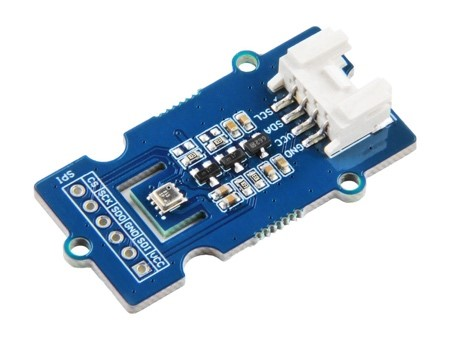 SCL
SDA
VCC
GND
SPI
CS
SCK
SDO
GND
SDI
VCC